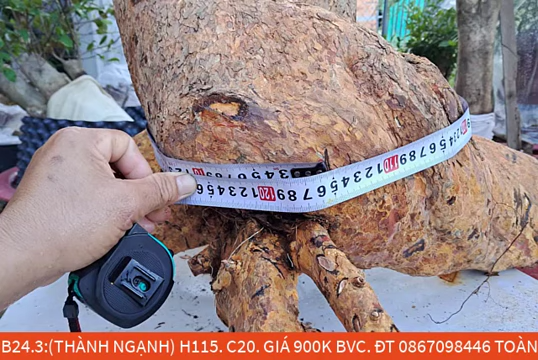 B24.3:(THÀNH NGẠNH) H115. C20. GIÁ 900K BVC. ĐT 0867098446 TOÀN